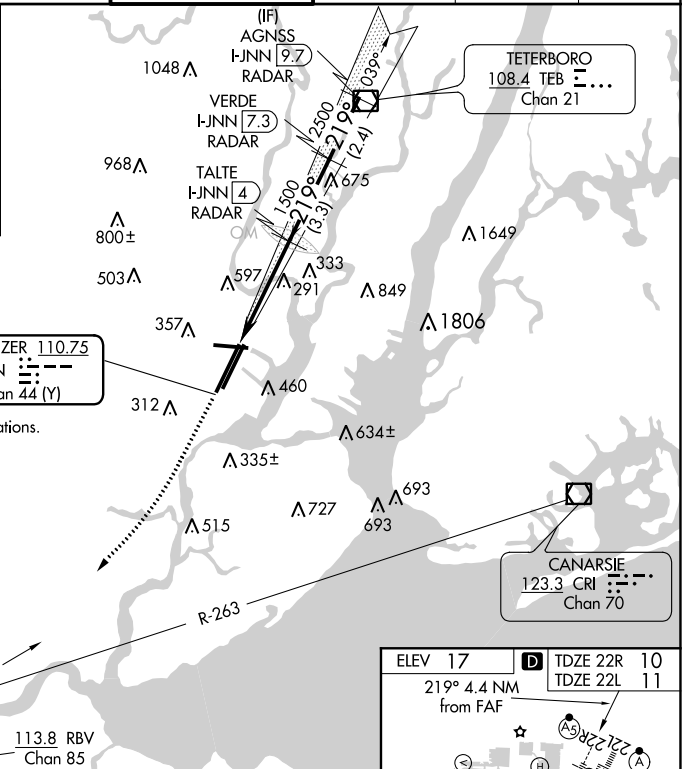 (IF)
AGNSS
I-JNN 9.7
RADAR
039°
1048
TETERBORO
108.4 TEB
Chan 21
VERDE
I-JNN 7.3
RADAR
2500
219°
(2.4)
968
675
TALTE
I-JNN 4
RADAR
1500
219°
(3.3)
OM
800±
1649
503
597
333
291
849
357
1806
ZER 110.75
N
an 44 (Y)
460
312
ations.
634±
335±
693
727
693
515
CANARSIE
123.3 CRI
Chan 70
R-263
ELEV 17
D
TDZE 22R 10
TDZE 22L 11
219° 4.4 NM
from FAF
113.8 RBV
Chan 85
A5
22R
22L
A
V
H